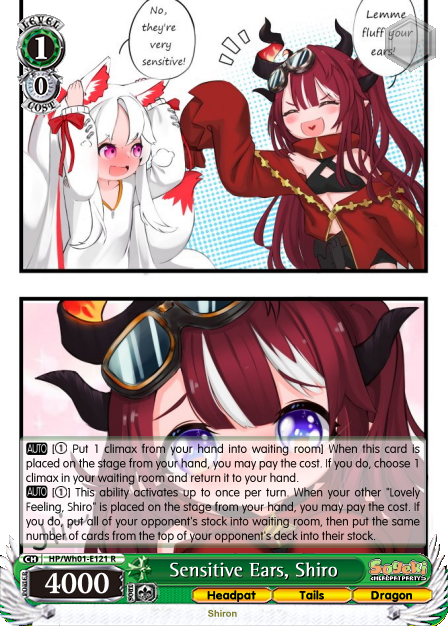 LEVEL
1
0
COST
No,
they're
very
sensitive!
Lemme
fluff your
ears!
AUTO [① Put 1 climax from your hand into waiting room] When this card is
placed on the stage from your hand, you may pay the cost. If you do, choose 1
climax in your waiting room and return it to your hand.
AUTO [①] This ability activates up to once per turn. When your other "Lovely
Feeling, Shiro" is placed on the stage from your hand, you may pay the cost. If
you do, put all of your opponent's stock into waiting room, then put the same
number of cards from the top of your opponent's deck into their stock.
CH HP/Wh01-E121 R
POWER 4000 SOUL Sensitive Ears, Shiro
Soyeki
HEADPATPARTY
Headpat Tails Dragon
Shiron